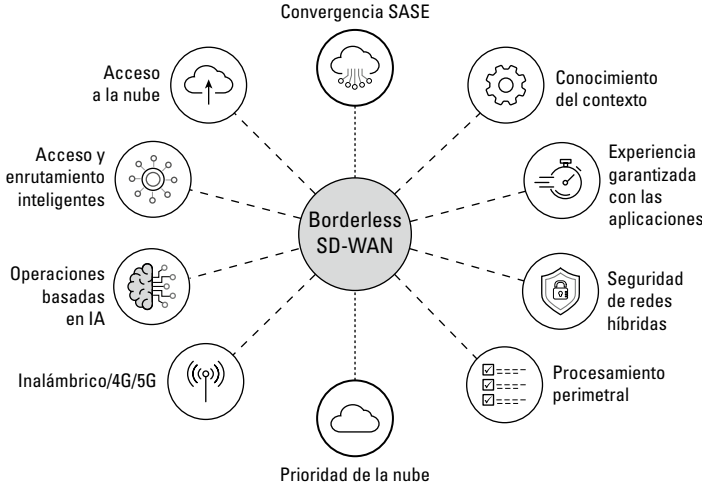 Convergencia SASE
Acceso
a la nube
Conocimiento
del contexto
Acceso y
enrutamiento
inteligentes
Experiencia
garantizada
con las
aplicaciones
Borderless
SD-WAN
Operaciones
basadas
en IA
Seguridad
de redes
híbridas
Inalámbrico/4G/5G
Procesamiento
perimetral
Prioridad de la nube